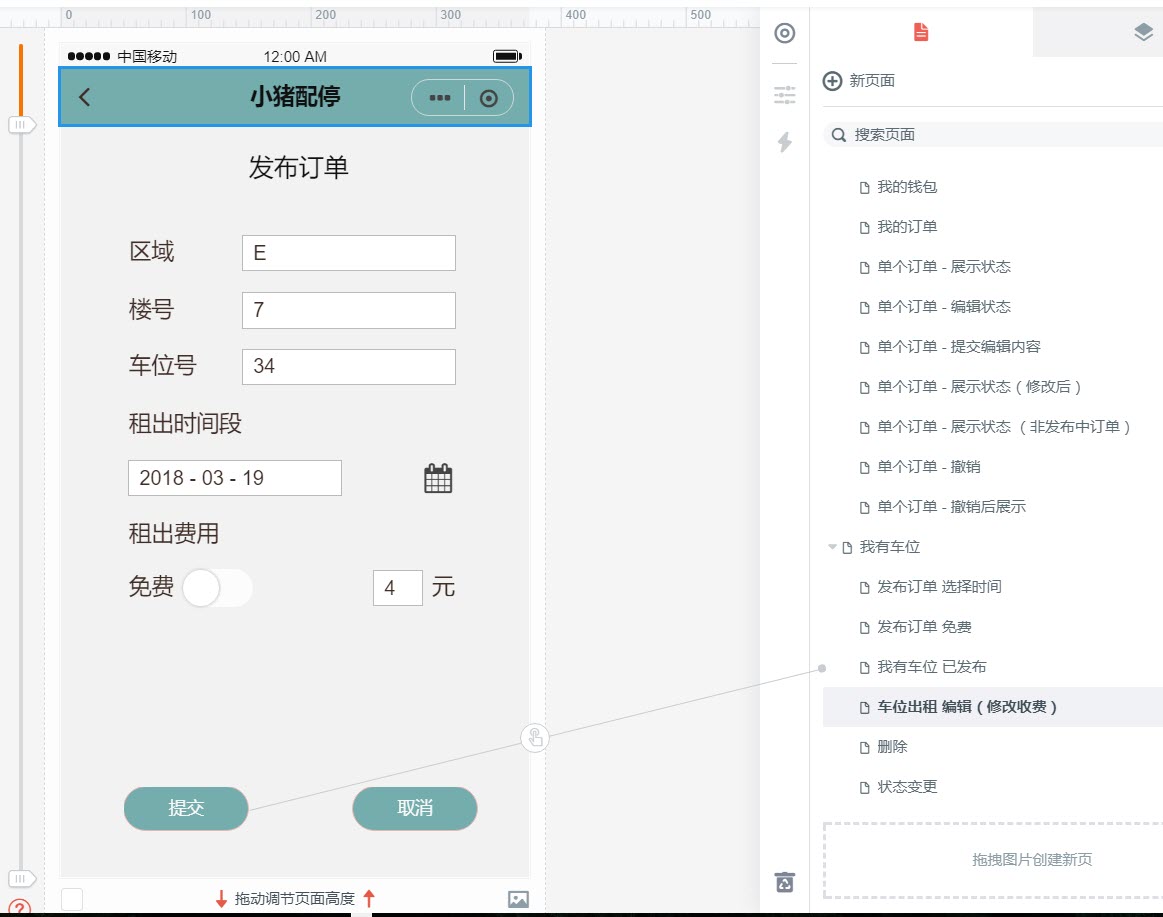 0 100 200 300 400 500
中国移动 12:00 AM
小猪配停
发布订单
区域 E
楼号 7
车位号 34
租出时间段
2018 - 03 - 19
租出费用
免费 4 元
提交 取消
拖动调节页面高度
?
新页面
搜索页面
我的钱包
我的订单
单个订单 - 展示状态
单个订单 - 编辑状态
单个订单 - 提交编辑内容
单个订单 - 展示状态（修改后）
单个订单 - 展示状态 （非发布中订单）
单个订单 - 撤销
单个订单 - 撤销后展示
我有车位
发布订单 选择时间
发布订单 免费
我有车位 已发布
车位出租 编辑（修改收费）
删除
状态变更
拖拽图片创建新页